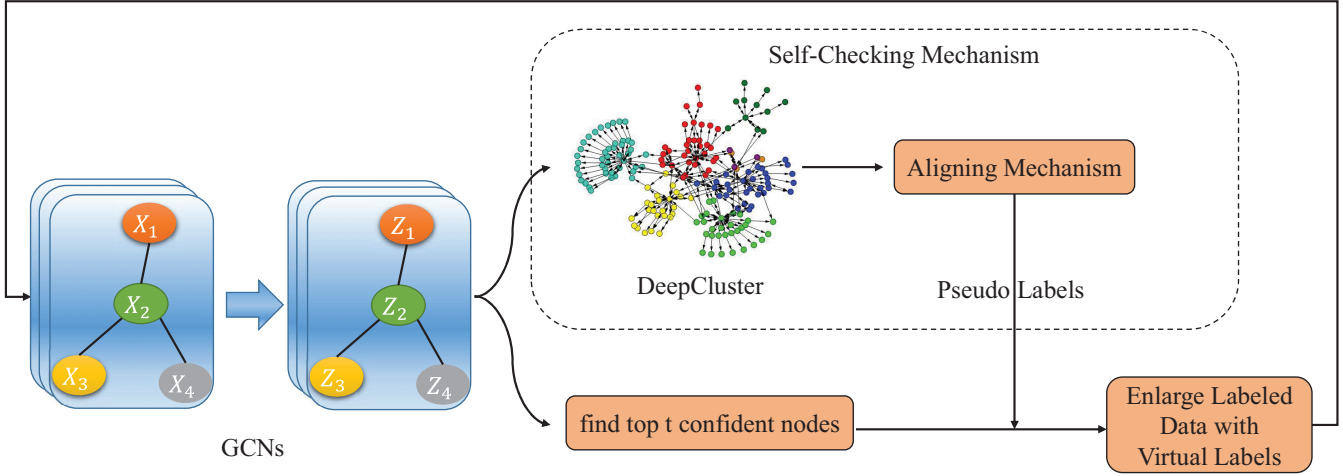 Self-Checking Mechanism
Aligning Mechanism
DeepCluster
Pseudo Labels
X₁
X₂
X₃
X₄
Z₁
Z₂
Z₃
Z₄
GCNs
find top t confident nodes
Enlarge Labeled
Data with
Virtual Labels